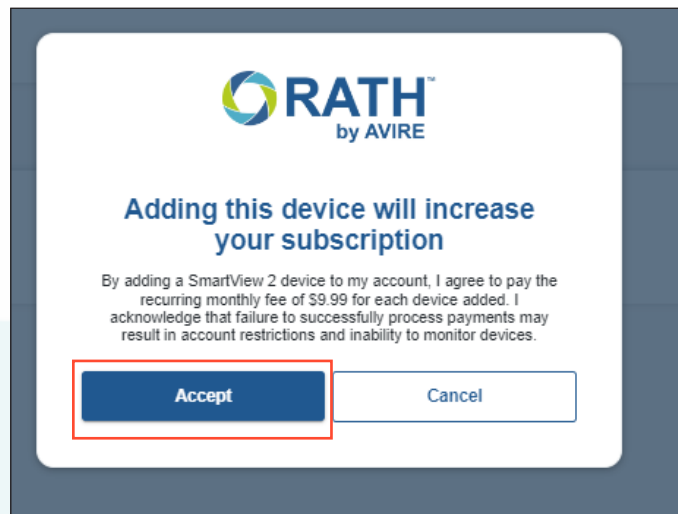 RATH™
by AVIRE
Adding this device will increase
your subscription
By adding a SmartView 2 device to my account, I agree to pay the
recurring monthly fee of $9.99 for each device added. I
acknowledge that failure to successfully process payments may
result in account restrictions and inability to monitor devices.
Accept Cancel